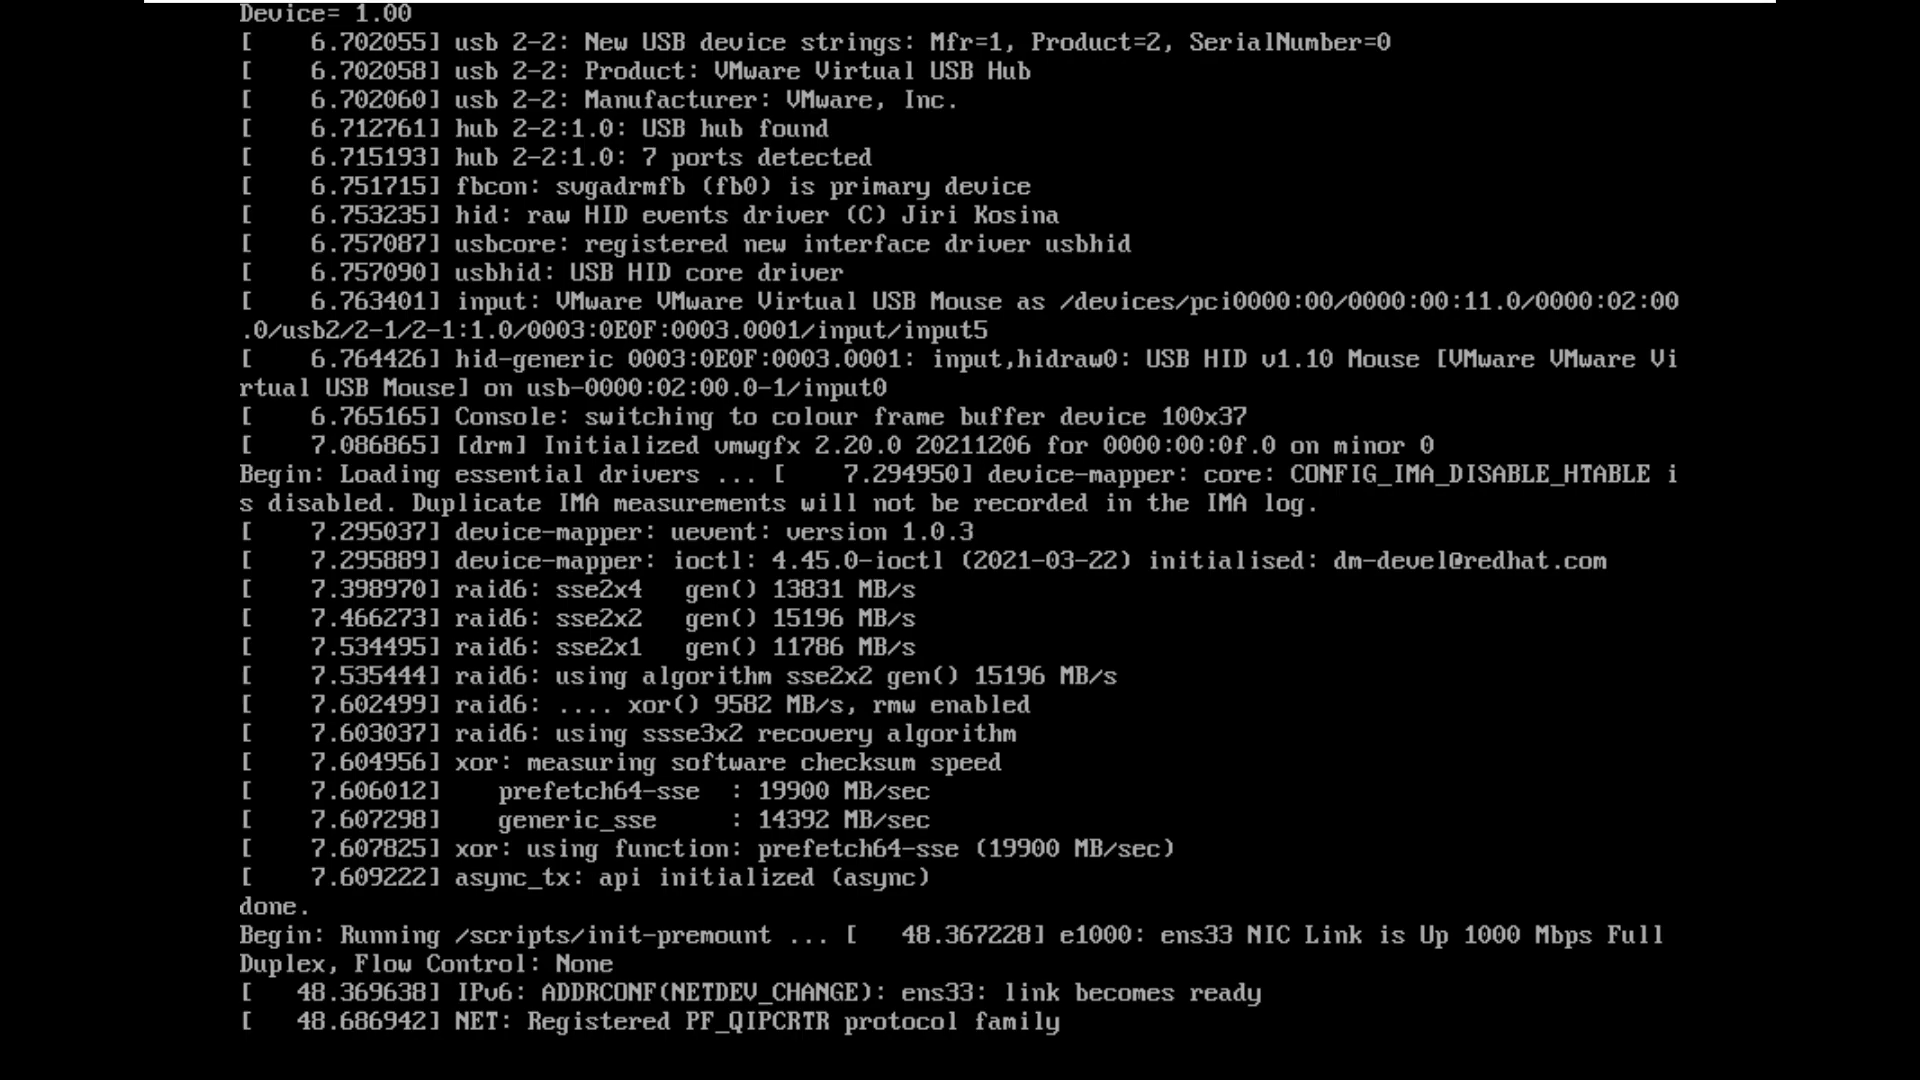 Device= 1.00
[    6.702055] usb 2-2: New USB device strings: Mfr=1, Product=2, SerialNumber=0
[    6.702058] usb 2-2: Product: VMware Virtual USB Hub
[    6.702060] usb 2-2: Manufacturer: VMware, Inc.
[    6.712761] hub 2-2:1.0: USB hub found
[    6.715193] hub 2-2:1.0: 7 ports detected
[    6.751715] fbcon: svgadrmfb (fb0) is primary device
[    6.753235] hid: raw HID events driver (C) Jiri Kosina
[    6.757087] usbcore: registered new interface driver usbhid
[    6.757090] usbhid: USB HID core driver
[    6.763401] input: VMware VMware Virtual USB Mouse as /devices/pci0000:00/0000:00:11.0/0000:02:00
.0/usb2/2-1/2-1:1.0/0003:0E0F:0003.0001/input/input5
[    6.764426] hid-generic 0003:0E0F:0003.0001: input,hidraw0: USB HID v1.10 Mouse [VMware VMware Vi
rtual USB Mouse] on usb-0000:02:00.0-1/input0
[    6.765165] Console: switching to colour frame buffer device 100x37
[    7.086865] [drm] Initialized vmwgfx 2.20.0 20211206 for 0000:00:0f.0 on minor 0
Begin: Loading essential drivers ... [    7.294950] device-mapper: core: CONFIG_IMA_DISABLE_HTABLE i
s disabled. Duplicate IMA measurements will not be recorded in the IMA log.
[    7.295037] device-mapper: uevent: version 1.0.3
[    7.295889] device-mapper: ioctl: 4.45.0-ioctl (2021-03-22) initialised: dm-devel@redhat.com
[    7.398970] raid6: sse2x4   gen() 13831 MB/s
[    7.466273] raid6: sse2x2   gen() 15196 MB/s
[    7.534495] raid6: sse2x1   gen() 11786 MB/s
[    7.535444] raid6: using algorithm sse2x2 gen() 15196 MB/s
[    7.602499] raid6: .... xor() 9582 MB/s, rmw enabled
[    7.603037] raid6: using ssse3x2 recovery algorithm
[    7.604956] xor: measuring software checksum speed
[    7.606012]    prefetch64-sse  : 19900 MB/sec
[    7.607298]    generic_sse     : 14392 MB/sec
[    7.607825] xor: using function: prefetch64-sse (19900 MB/sec)
[    7.609222] async_tx: api initialized (async)
done.
Begin: Running /scripts/init-premount ... [   48.367228] e1000: ens33 NIC Link is Up 1000 Mbps Full
Duplex, Flow Control: None
[   48.369638] IPv6: ADDRCONF(NETDEV_CHANGE): ens33: link becomes ready
[   48.686942] NET: Registered PF_QIPCRTR protocol family